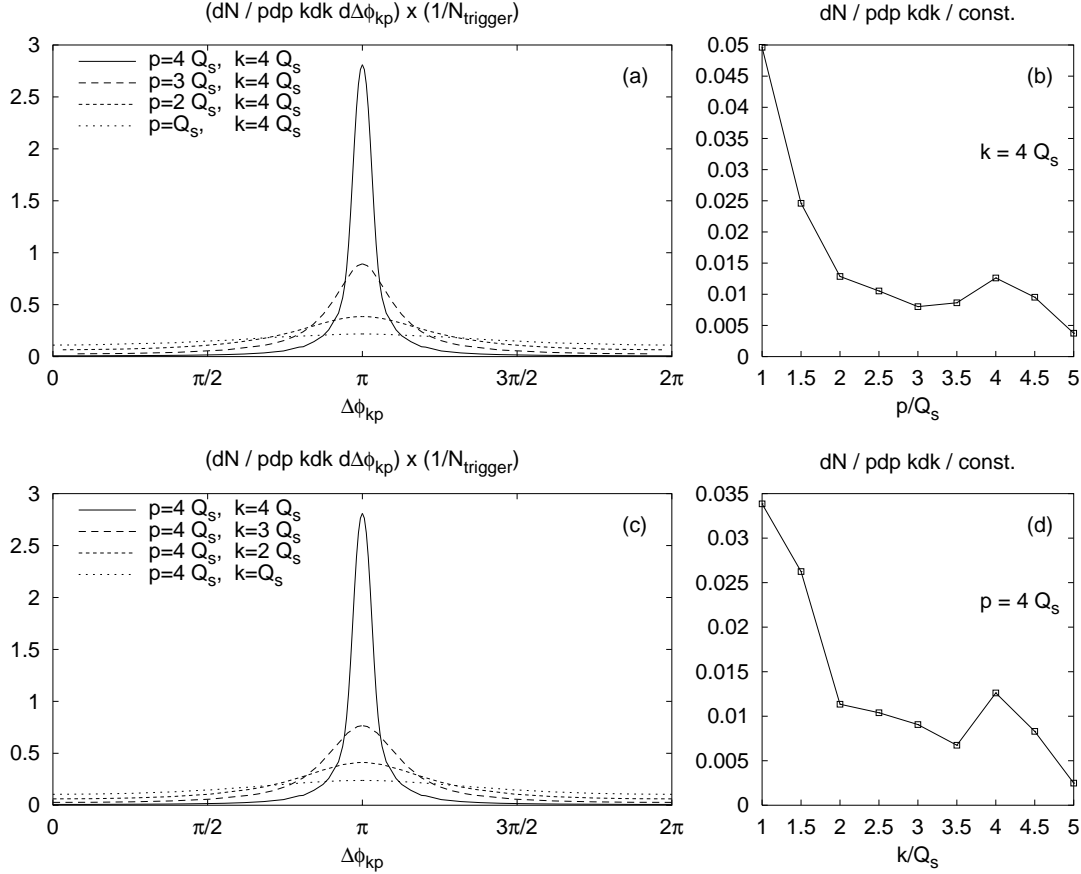 (dN / pdp kdk dΔϕkp) x (1/Ntrigger)
3
2.5
2
1.5
1
0.5
0
p=4 Qs, k=4 Qs
p=3 Qs, k=4 Qs
p=2 Qs, k=4 Qs
p=Qs, k=4 Qs
(a)
0 π/2 π 3π/2 2π
Δϕkp
dN / pdp kdk / const.
0.05
0.045
0.04
0.035
0.03
0.025
0.02
0.015
0.01
0.005
0
(b)
k = 4 Qs
1 1.5 2 2.5 3 3.5 4 4.5 5
p/Qs
(dN / pdp kdk dΔϕkp) x (1/Ntrigger)
3
2.5
2
1.5
1
0.5
0
p=4 Qs, k=4 Qs
p=4 Qs, k=3 Qs
p=4 Qs, k=2 Qs
p=4 Qs, k=Qs
(c)
0 π/2 π 3π/2 2π
Δϕkp
dN / pdp kdk / const.
0.035
0.03
0.025
0.02
0.015
0.01
0.005
0
(d)
p = 4 Qs
1 1.5 2 2.5 3 3.5 4 4.5 5
k/Qs